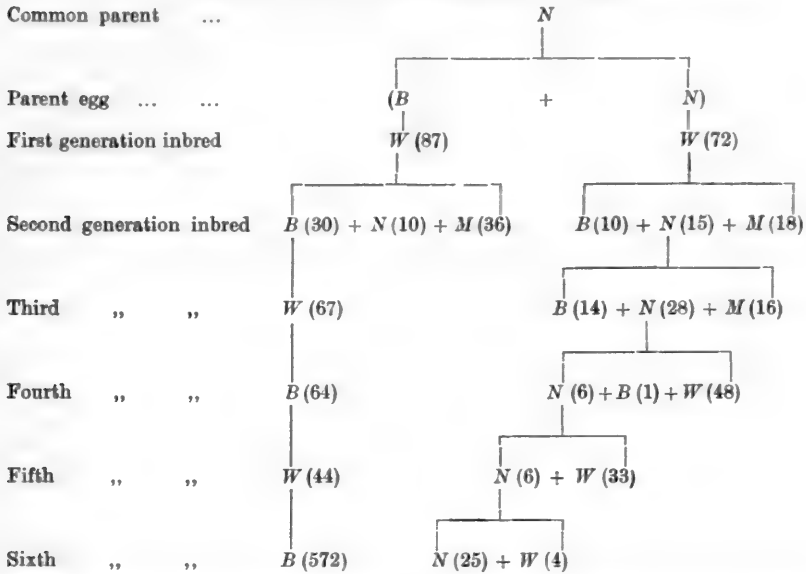 Common parent ... N
Parent egg ... ... (B + N)
First generation inbred W (87) W (72)
Second generation inbred B (30) + N (10) + M (36) B (10) + N (15) + M (18)
Third ,, ,, W (67) B (14) + N (28) + M (16)
Fourth ,, ,, B (64) N (6) + B (1) + W (48)
Fifth ,, ,, W (44) N (6) + W (33)
Sixth ,, ,, B (572) N (25) + W (4)